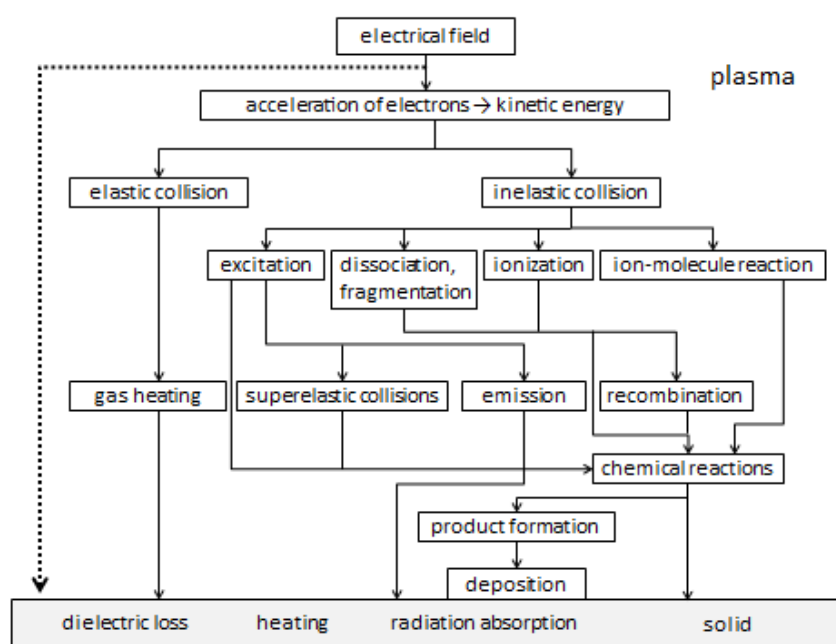 electrical field
plasma
acceleration of electrons → kinetic energy
elastic collision
inelastic collision
excitation
dissociation,
fragmentation
ionization
ion-molecule reaction
gas heating
superelastic collisions
emission
recombination
chemical reactions
product formation
deposition
dielectric loss
heating
radiation absorption
solid